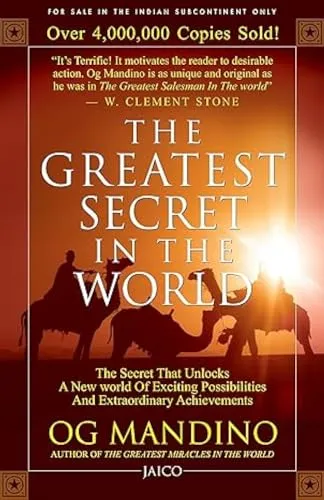 FOR SALE IN THE INDIAN SUBCONTINENT ONLY
Over 4,000,000 Copies Sold!
“It’s Terrific! It motivates the reader to desirable
action. Og Mandino is as unique and original as
he was in The Greatest Salesman In The world”
— W. CLEMENT STONE
THE
GREATEST
SECRET
IN THE
WORLD
The Secret That Unlocks
A New world Of Exciting Possibilities
And Extraordinary Achievements
OG MANDINO
AUTHOR OF THE GREATEST MIRACLES IN THE WORLD
JAICO